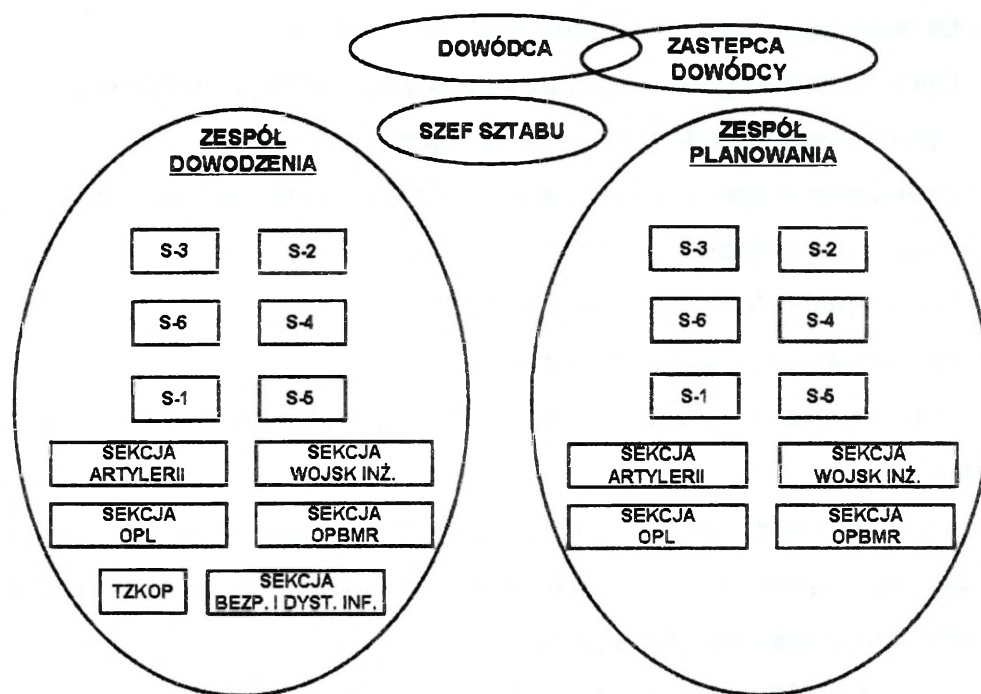 DOWÓDCA
ZASTEPCA
DOWÓDCY
SZEF SZTABU
ZESPÓŁ
DOWODZENIA
S-3
S-2
S-6
S-4
S-1
S-5
SEKCJA
ARTYLERII
SEKCJA
WOJSK INŻ.
SEKCJA
OPL
SEKCJA
OPBMR
TZKOP
SEKCJA
BEZP. I DYST. INF.
ZESPÓŁ
PLANOWANIA
S-3
S-2
S-6
S-4
S-1
S-5
SEKCJA
ARTYLERII
SEKCJA
WOJSK INŻ.
SEKCJA
OPL
SEKCJA
OPBMR